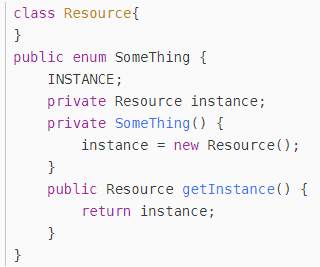 class Resource{
}
public enum SomeThing {
    INSTANCE;
    private Resource instance;
    private SomeThing() {
        instance = new Resource();
    }
    public Resource getInstance() {
        return instance;
    }
}